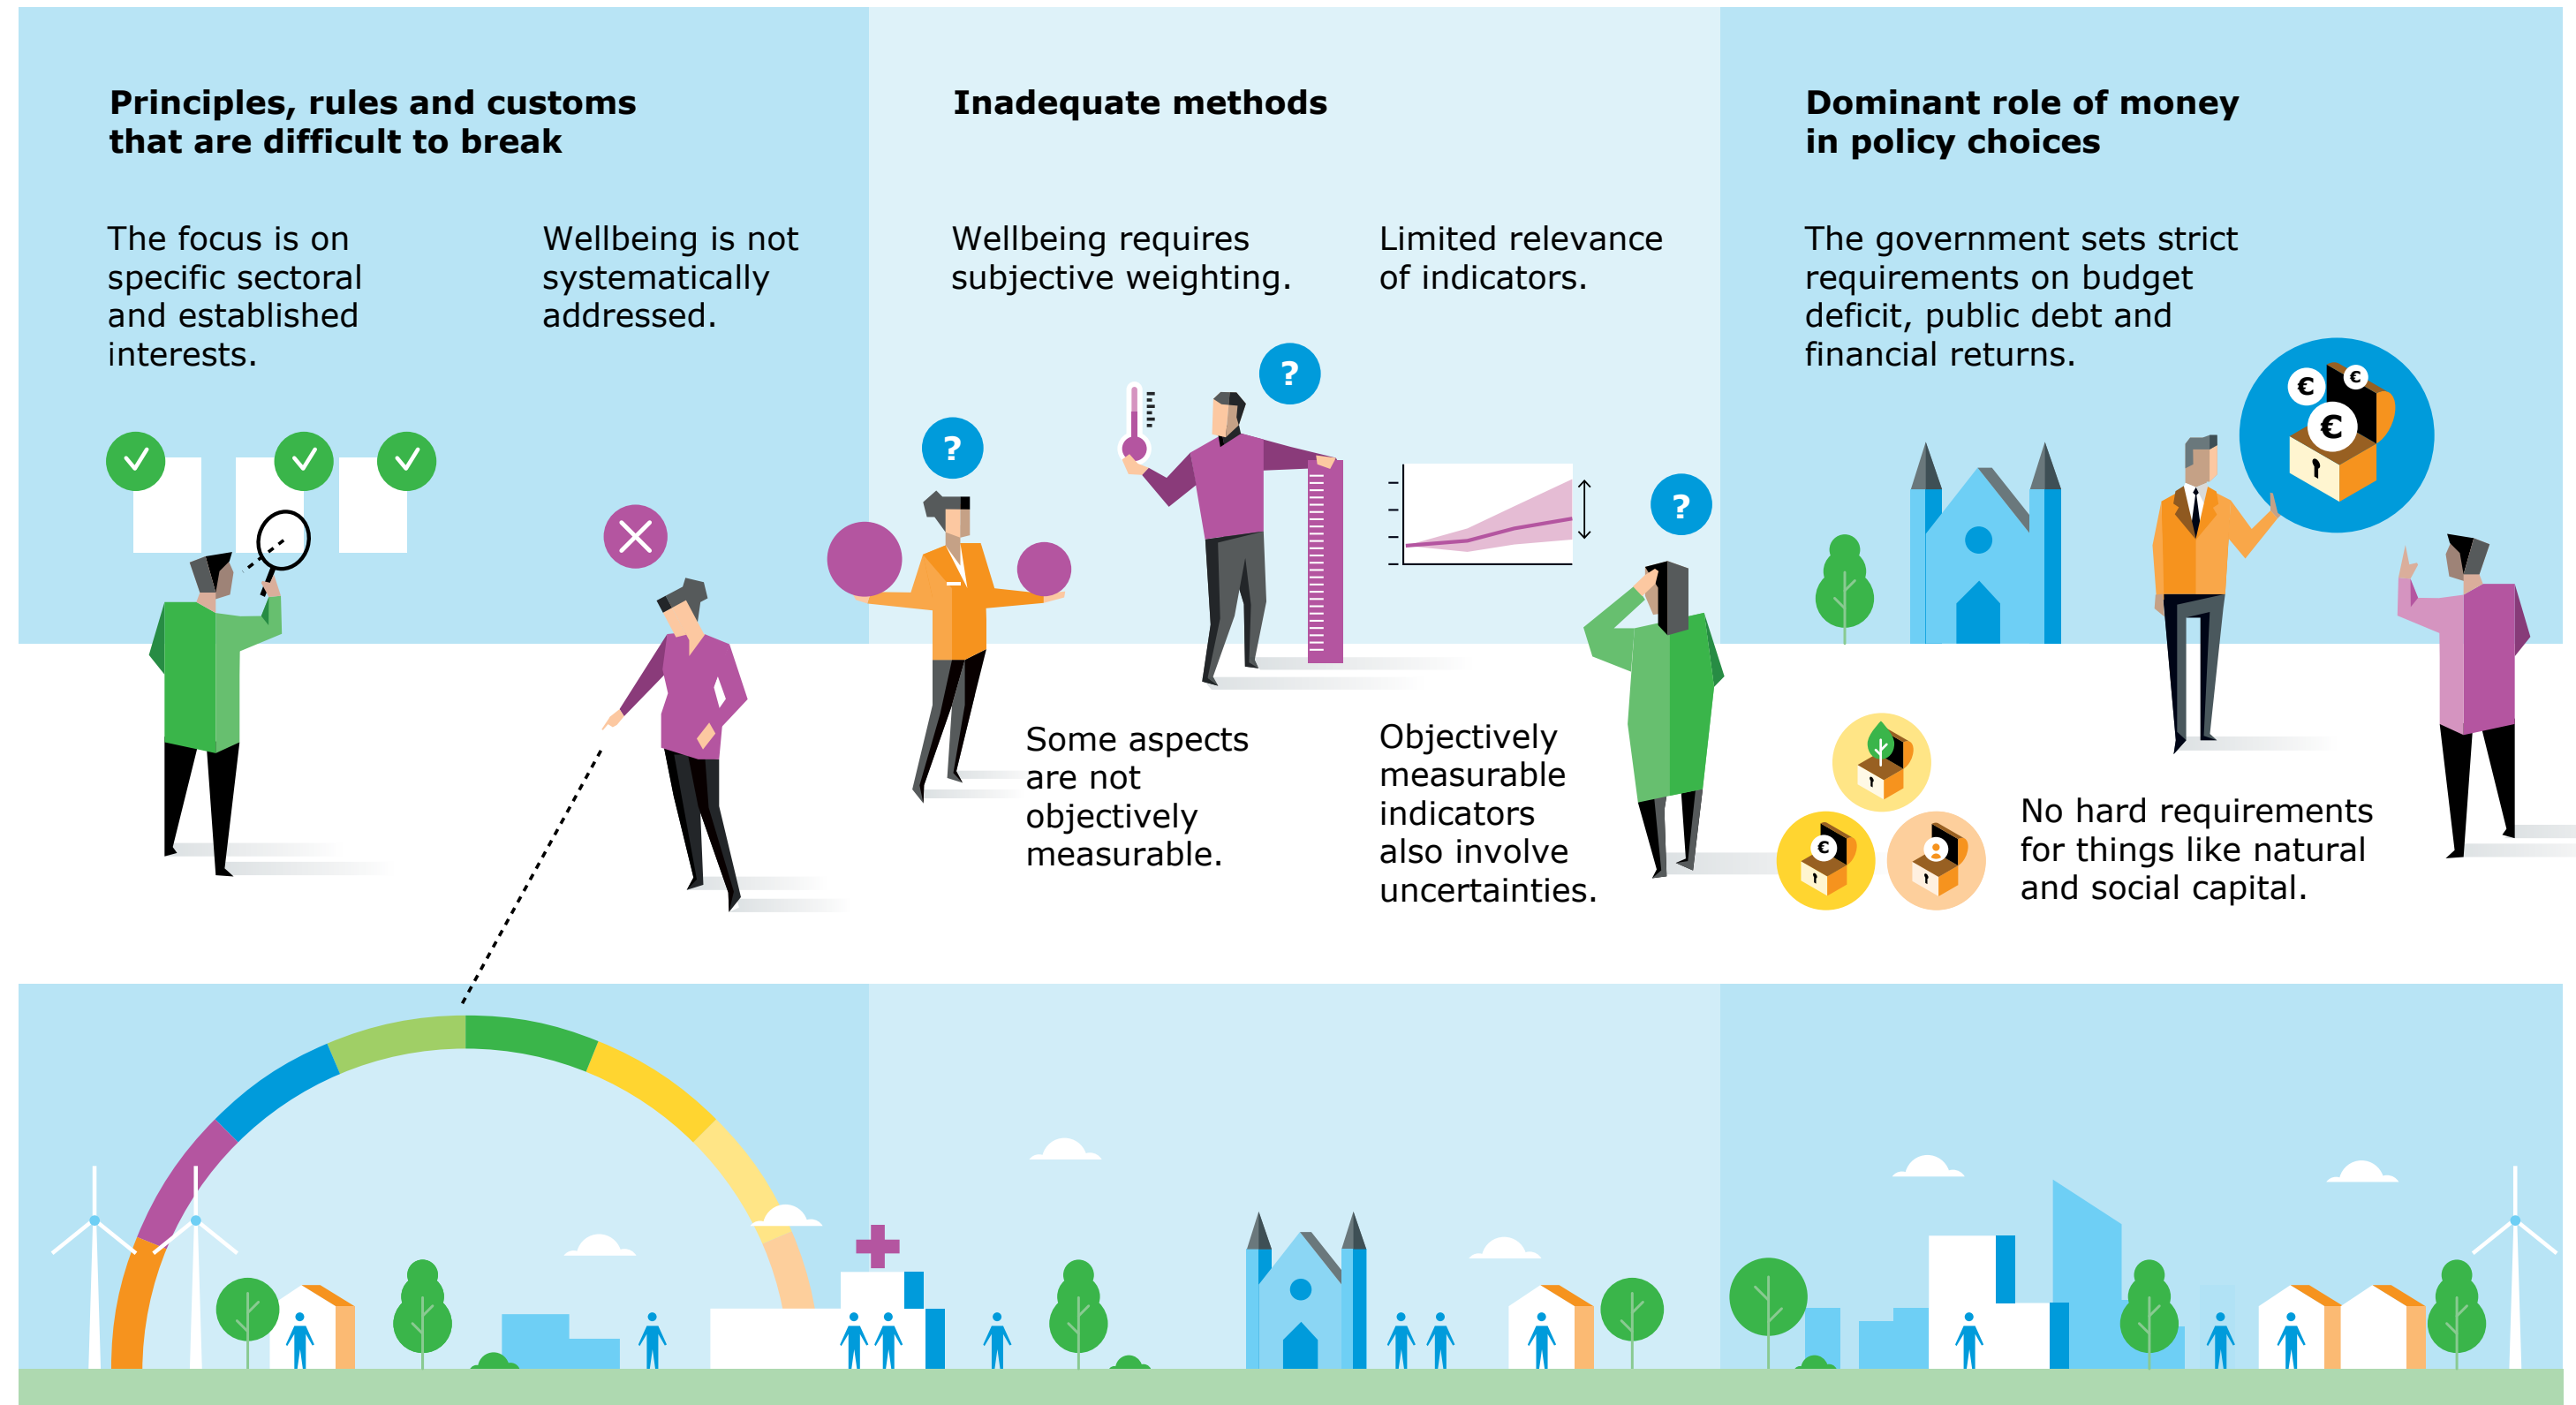 Principles, rules and customs
that are difficult to break
The focus is on
specific sectoral
and established
interests.
Wellbeing is not
systematically
addressed.
Inadequate methods
Wellbeing requires
subjective weighting.
Limited relevance
of indicators.
?
?
?
Some aspects
are not
objectively
measurable.
Objectively
measurable
indicators
also involve
uncertainties.
Dominant role of money
in policy choices
The government sets strict
requirements on budget
deficit, public debt and
financial returns.
€
€
€
€
No hard requirements
for things like natural
and social capital.